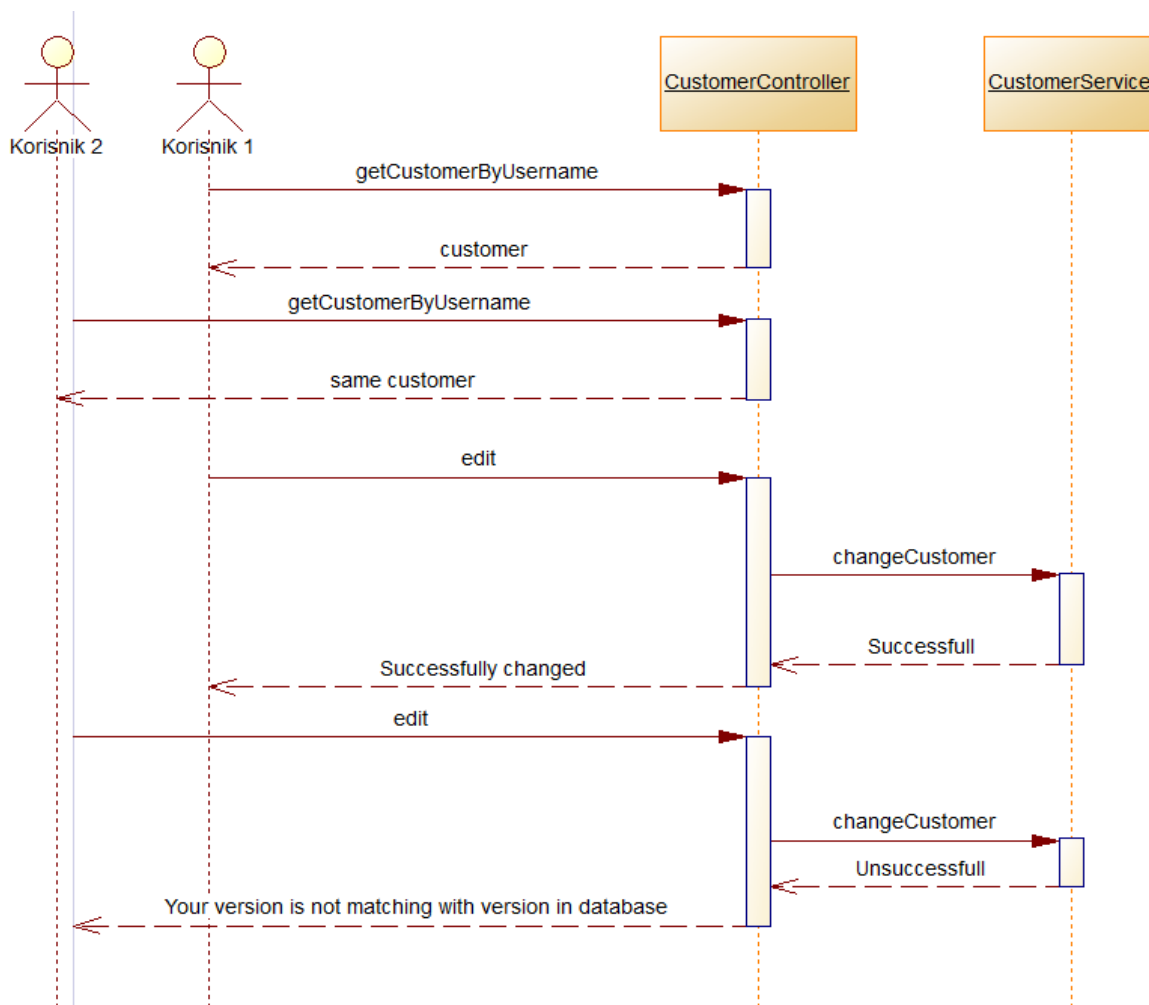 CustomerController
CustomerService
Korisnik 2
Korisnik 1
getCustomerByUsername
customer
getCustomerByUsername
same customer
edit
changeCustomer
Successfull
Successfully changed
edit
changeCustomer
Unsuccessfull
Your version is not matching with version in database